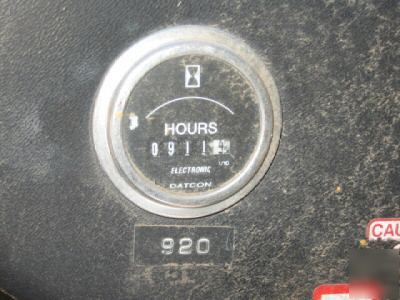 HOURS
0911
1/10
ELECTRONIC
DATCON
920
CAU